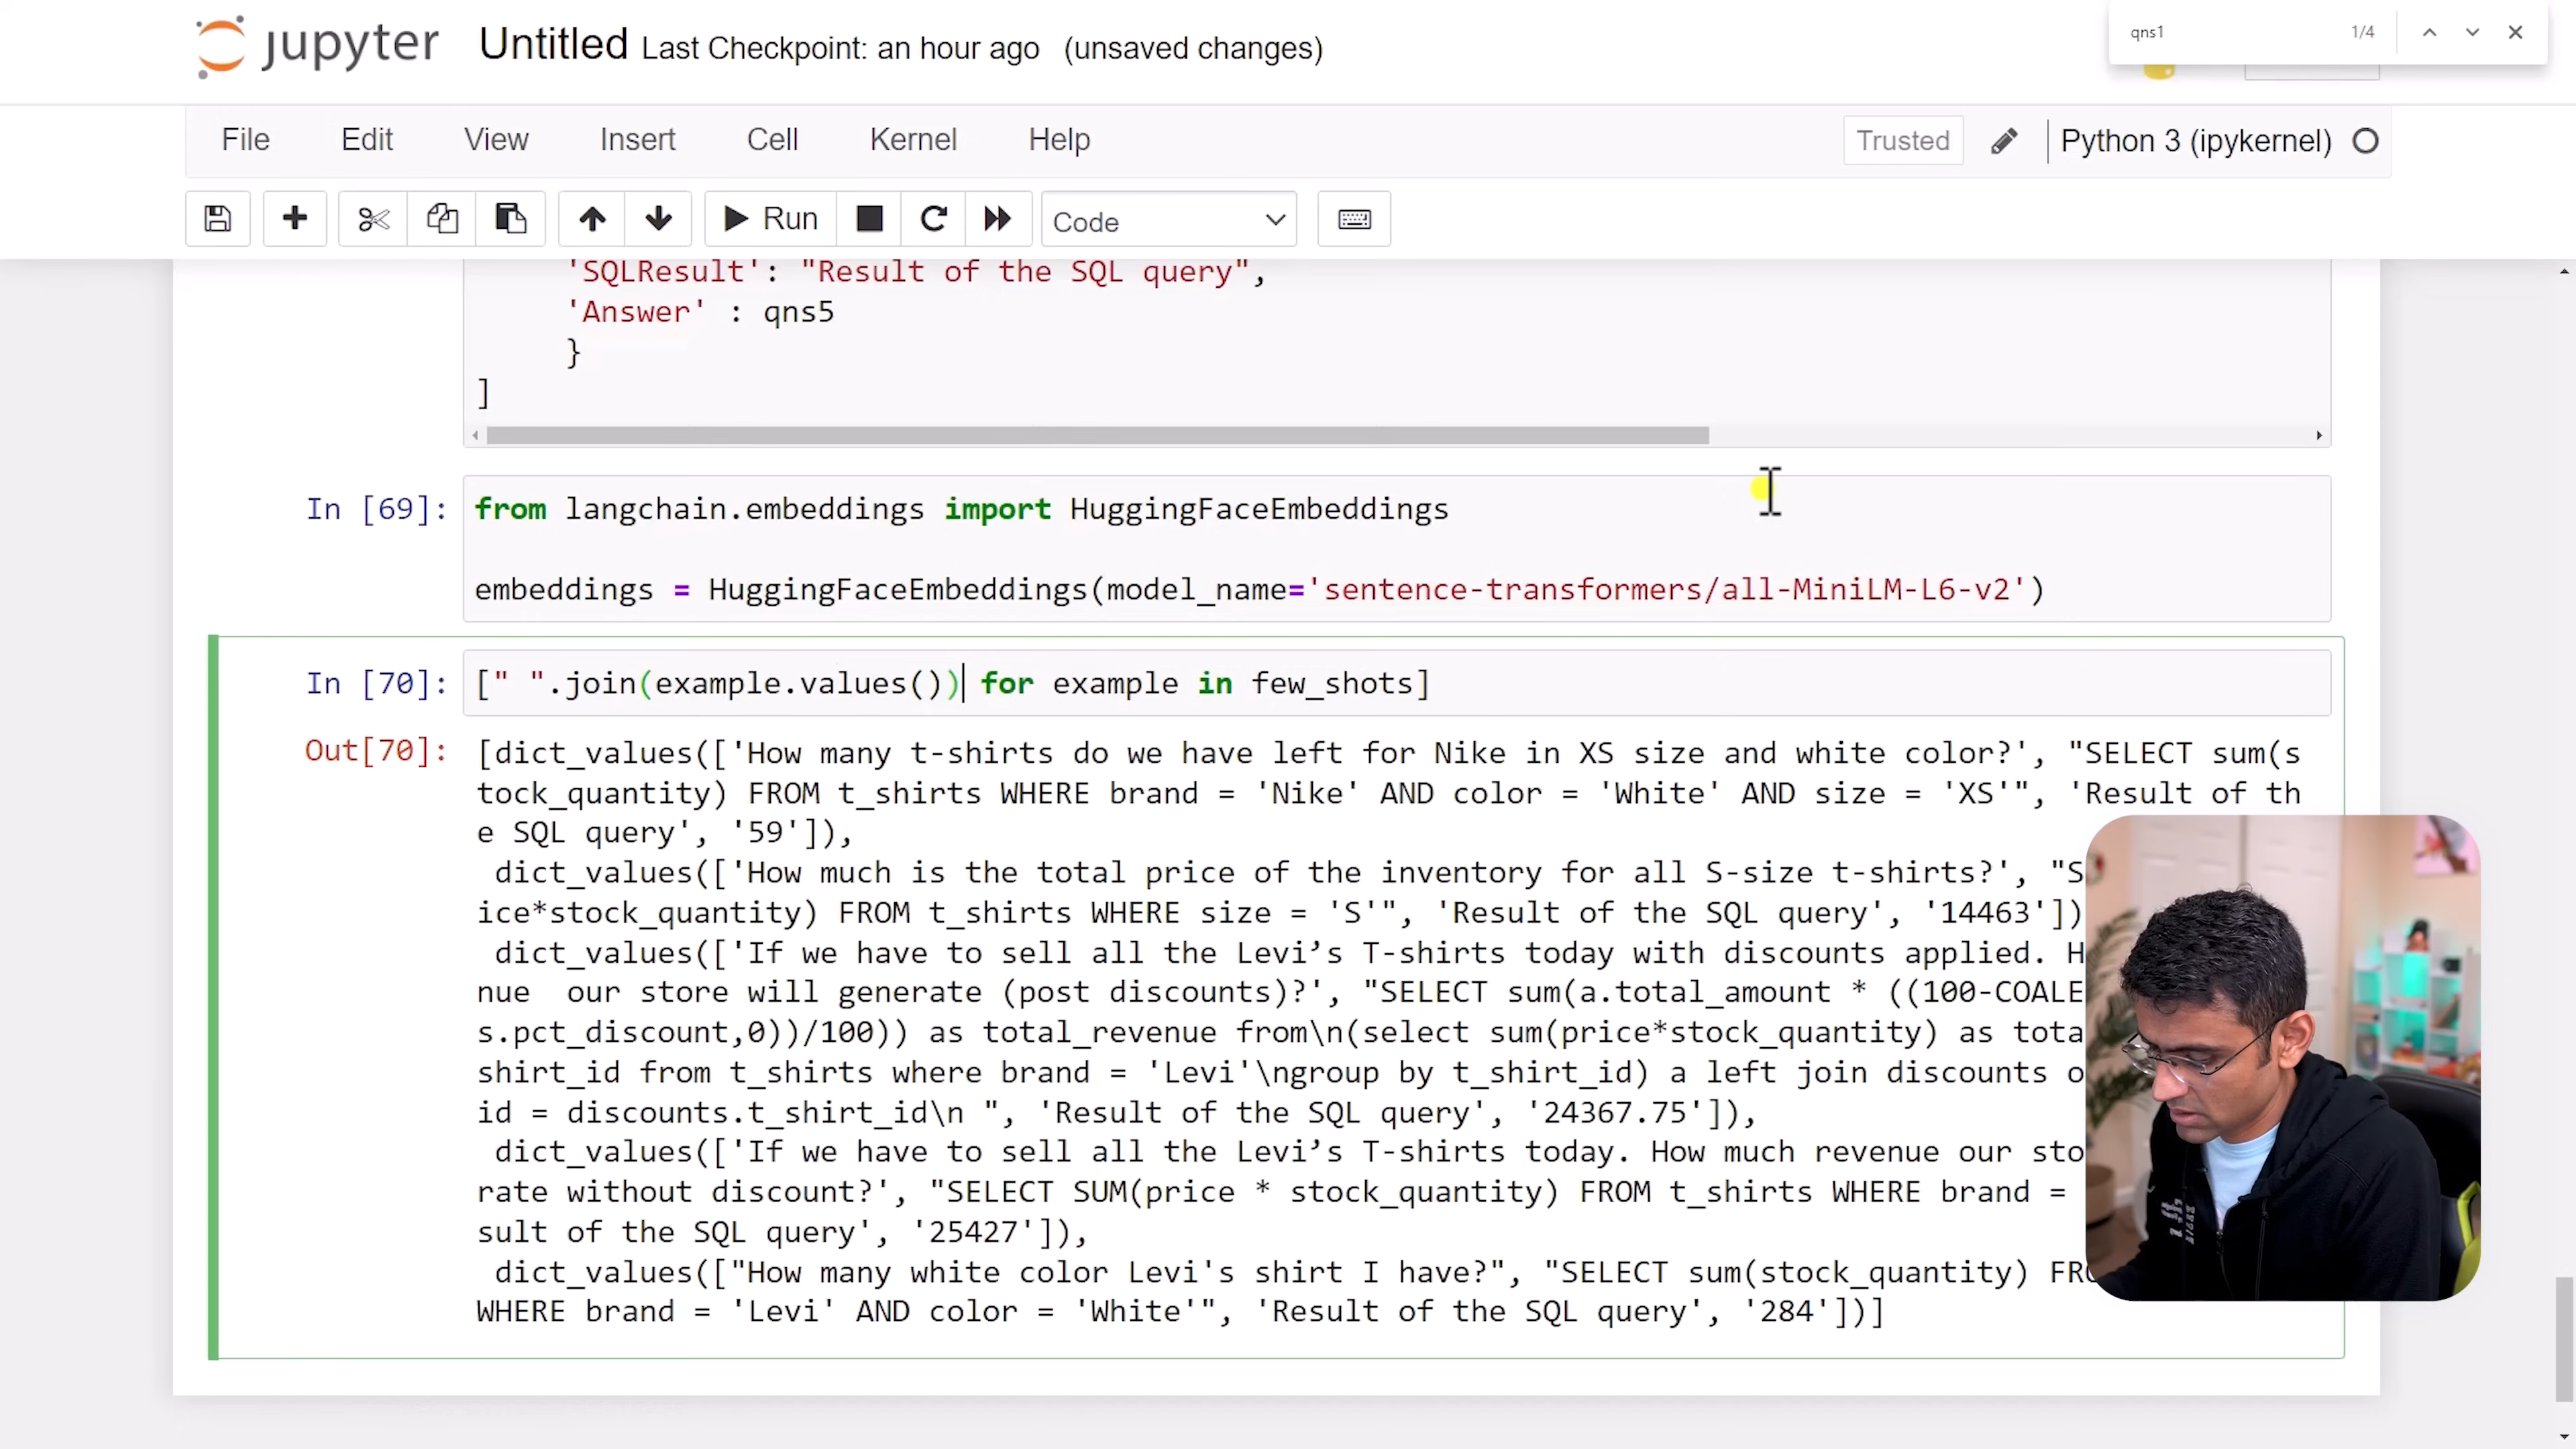 jupyter Untitled Last Checkpoint: an hour ago (unsaved changes)
qns1 1/4
File Edit View Insert Cell Kernel Help Trusted Python 3 (ipykernel)
Run Code
'SQLResult': "Result of the SQL query",
'Answer' : qns5
}
]
In [69]: from langchain.embeddings import HuggingFaceEmbeddings
embeddings = HuggingFaceEmbeddings(model_name='sentence-transformers/all-MiniLM-L6-v2')
In [70]: [" ".join(example.values()) for example in few_shots]
Out[70]: [dict_values(['How many t-shirts do we have left for Nike in XS size and white color?', "SELECT sum(s
tock_quantity) FROM t_shirts WHERE brand = 'Nike' AND color = 'White' AND size = 'XS'", 'Result of th
e SQL query', '59']),
dict_values(['How much is the total price of the inventory for all S-size t-shirts?', "S
ice*stock_quantity) FROM t_shirts WHERE size = 'S'", 'Result of the SQL query', '14463'])
dict_values(['If we have to sell all the Levi’s T-shirts today with discounts applied. H
nue  our store will generate (post discounts)?', "SELECT sum(a.total_amount * ((100-COALE
s.pct_discount,0))/100)) as total_revenue from\n(select sum(price*stock_quantity) as tota
shirt_id from t_shirts where brand = 'Levi'\ngroup by t_shirt_id) a left join discounts o
id = discounts.t_shirt_id\n ", 'Result of the SQL query', '24367.75']),
dict_values(['If we have to sell all the Levi’s T-shirts today. How much revenue our sto
rate without discount?', "SELECT SUM(price * stock_quantity) FROM t_shirts WHERE brand =
sult of the SQL query', '25427']),
dict_values(["How many white color Levi's shirt I have?", "SELECT sum(stock_quantity) FR
WHERE brand = 'Levi' AND color = 'White'", 'Result of the SQL query', '284'])]